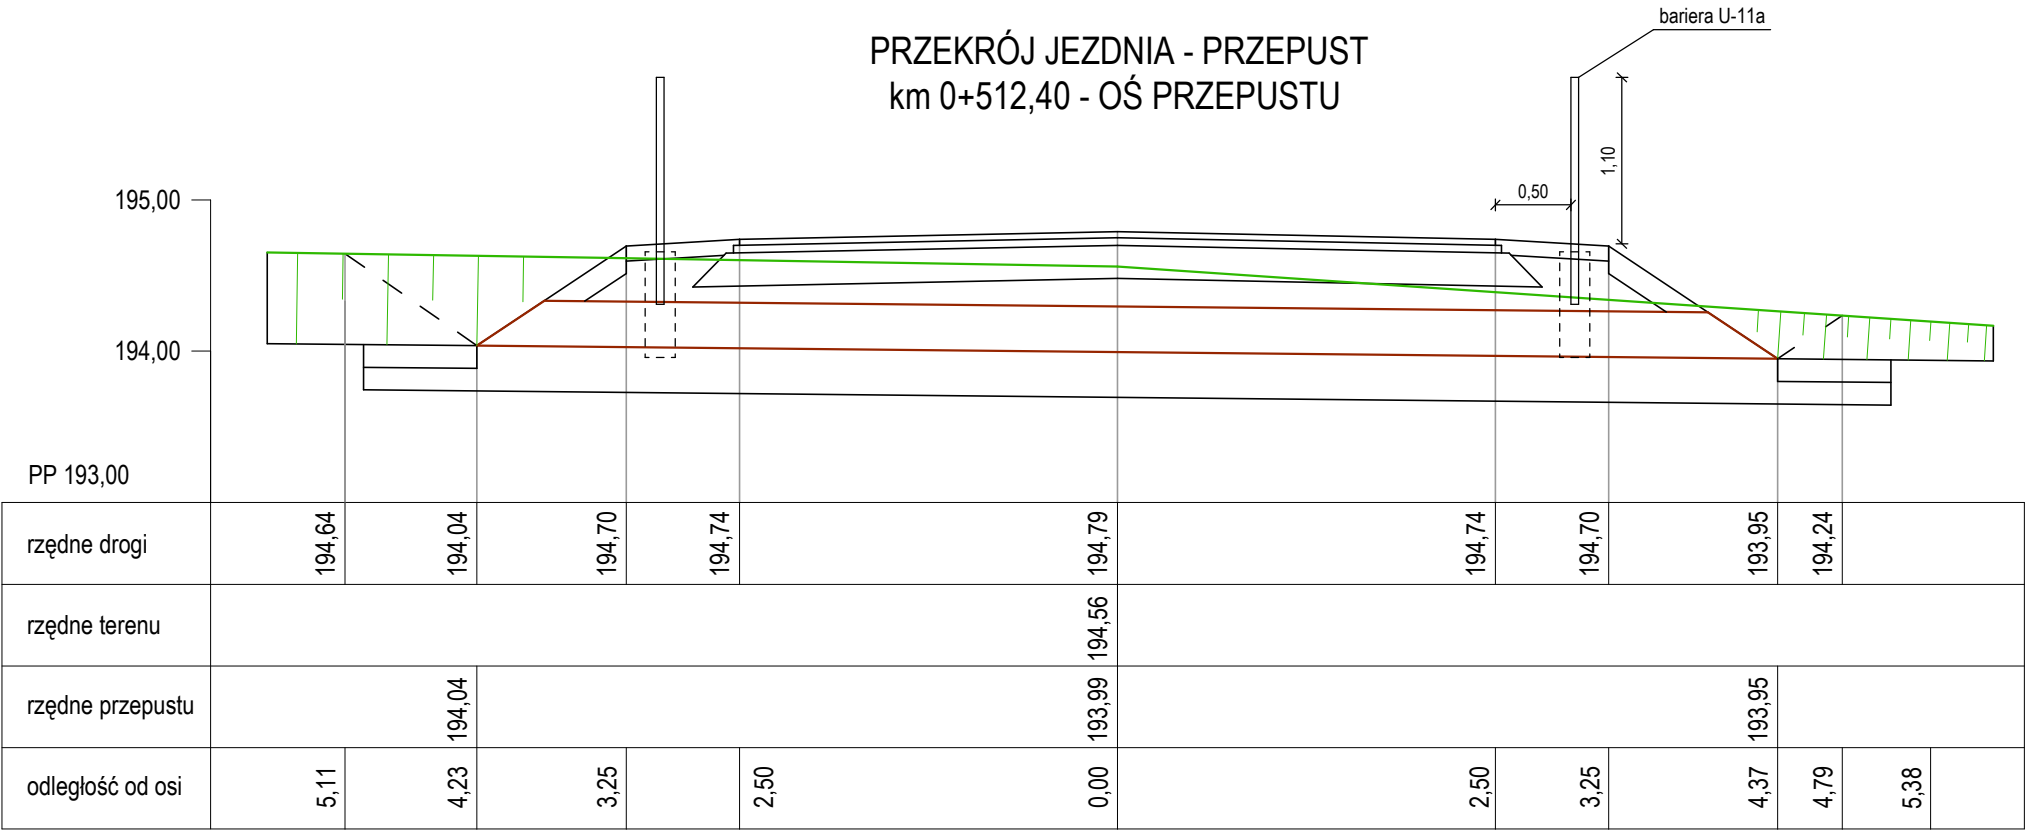 bariera U-11a
PRZEKRÓJ JEZDNIA - PRZEPUST
km 0+512,40 - OŚ PRZEPUSTU
1,10
0,50
195,00
194,00
PP 193,00
rzędne drogi 194,64 194,04 194,70 194,74 194,79 194,74 194,70 193,95 194,24
rzędne terenu 194,56
rzędne przepustu 194,04 193,99 193,95
odległość od osi 5,11 4,23 3,25 2,50 0,00 2,50 3,25 4,37 4,79 5,38